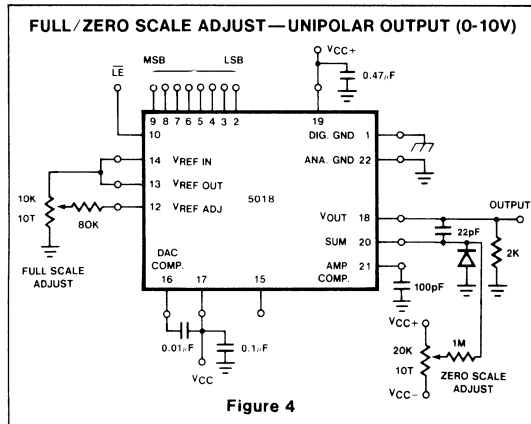 FULL/ZERO SCALE ADJUST—UNIPOLAR OUTPUT (0-10V)
VCC+
MSB LSB
LE
0.47µF
9 8 7 6 5 4 3 2
19
10
DIG. GND 1
14 VREF IN
ANA. GND 22
13 VREF OUT
5018
10K
10T
80K
12 VREF ADJ
VOUT 18
OUTPUT
22pF
SUM 20
2K
FULL SCALE
ADJUST
DAC
COMP.
AMP
COMP.
21
16 17 15
100pF
0.01µF
0.1µF
VCC
VCC+
20K
10T
1M
ZERO SCALE
ADJUST
VCC-
Figure 4